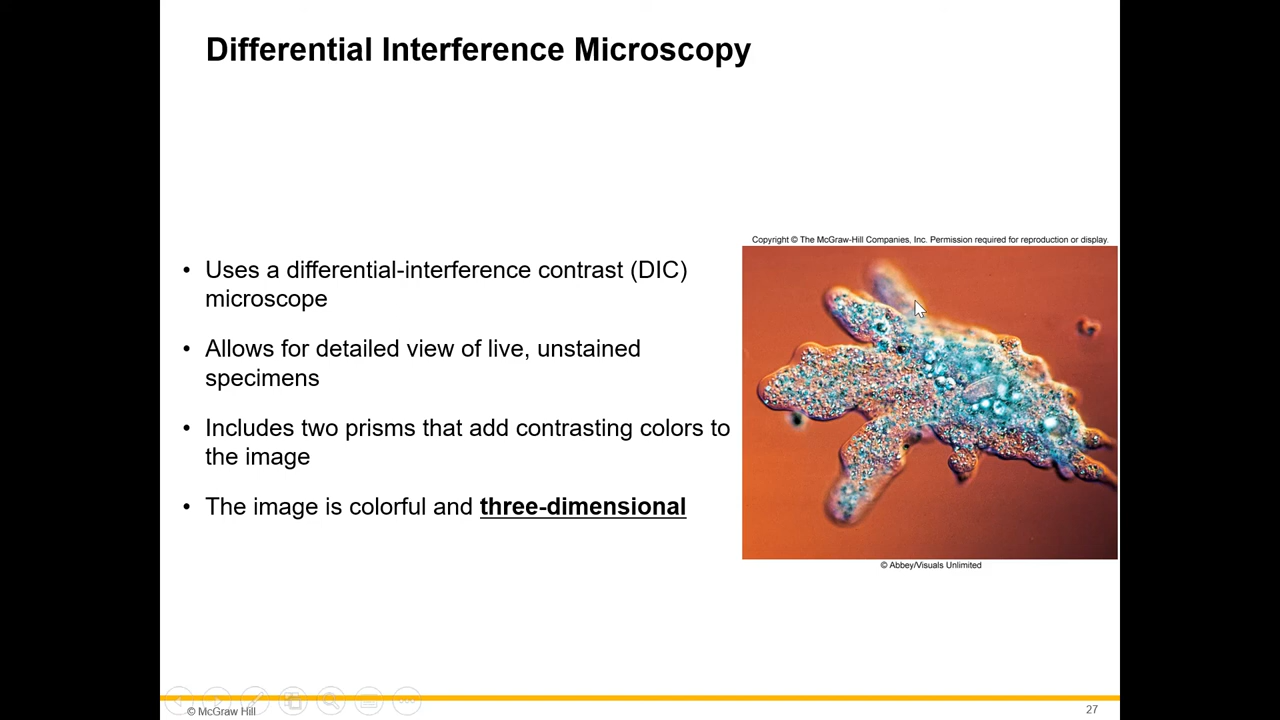 Differential Interference Microscopy
Copyright © The McGraw-Hill Companies, Inc. Permission required for reproduction or display.
• Uses a differential-interference contrast (DIC)
microscope
• Allows for detailed view of live, unstained
specimens
• Includes two prisms that add contrasting colors to
the image
• The image is colorful and three-dimensional
© Abbey/Visuals Unlimited
© McGraw Hill
27